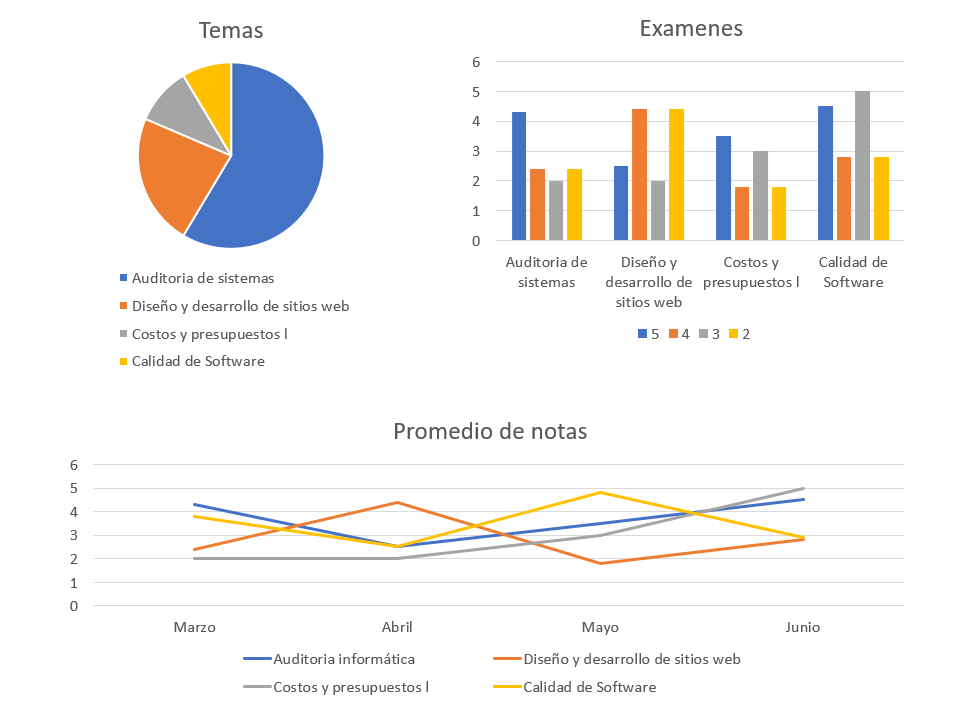 Temas
Auditoria de sistemas
Diseño y desarrollo de sitios web
Costos y presupuestos l
Calidad de Software
Examenes
6
5
4
3
2
1
0
Auditoria de sistemas
Diseño y desarrollo de sitios web
Costos y presupuestos l
Calidad de Software
5 4 3 2
Promedio de notas
6
5
4
3
2
1
0
Marzo Abril Mayo Junio
Auditoria informática Diseño y desarrollo de sitios web
Costos y presupuestos l Calidad de Software